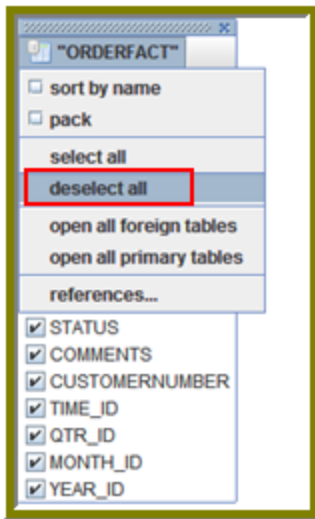 "ORDERFACT"
sort by name
pack
select all
deselect all
open all foreign tables
open all primary tables
references...
STATUS
COMMENTS
CUSTOMERNUMBER
TIME_ID
QTR_ID
MONTH_ID
YEAR_ID